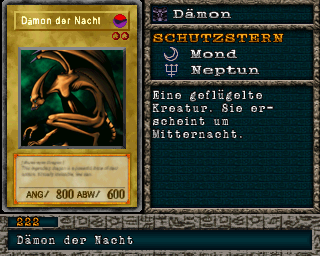 Dämon der Nacht
ANG/ 800 ABW/ 600
Dämon
SCHUTZSTERN
Mond
Neptun
Eine geflügelte
Kreatur. Sie er-
scheint um
Mitternacht.
222
Dämon der Nacht